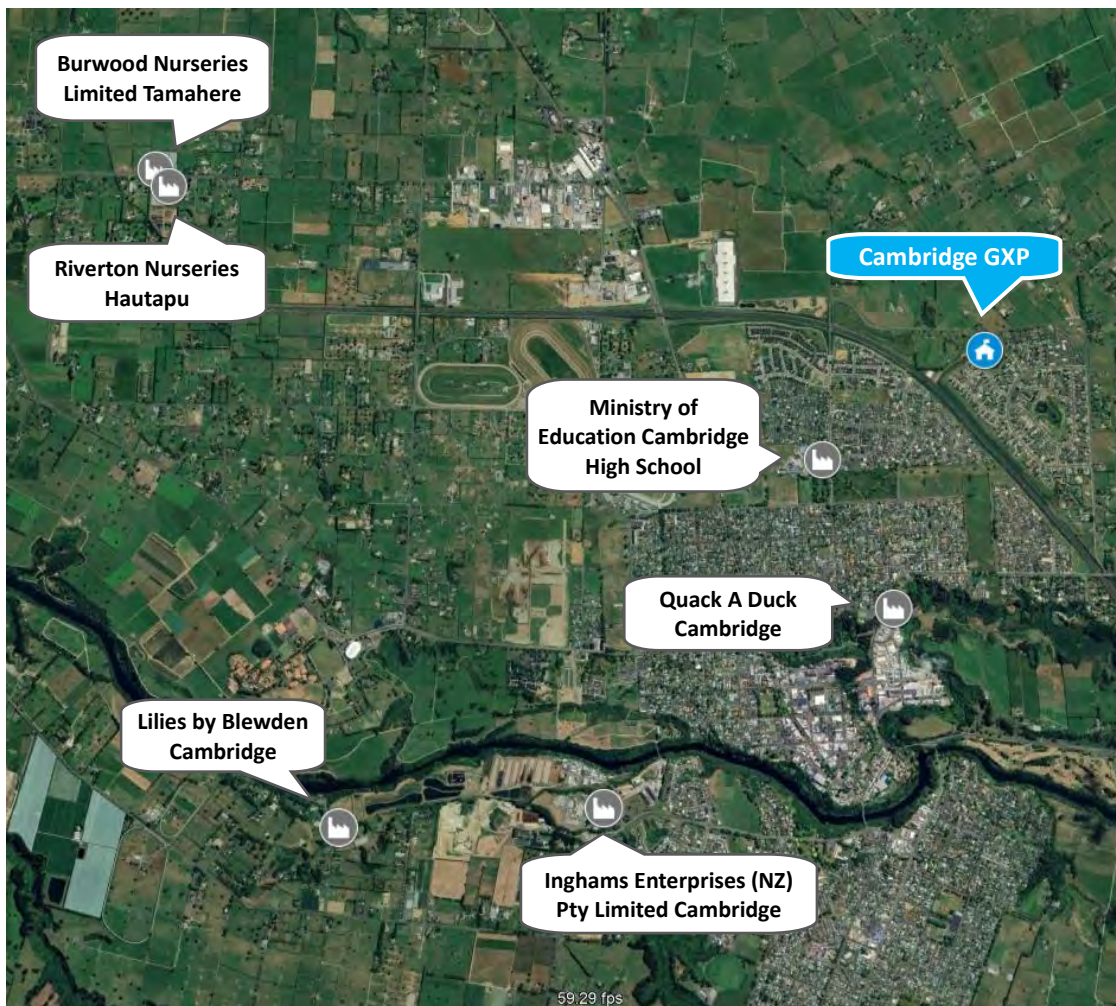 Burwood Nurseries
Limited Tamahere
Riverton Nurseries
Hautapu
Cambridge GXP
Ministry of
Education Cambridge
High School
Quack A Duck
Cambridge
Lilies by Blewden
Cambridge
Inghams Enterprises (NZ)
Pty Limited Cambridge
59.29 fps